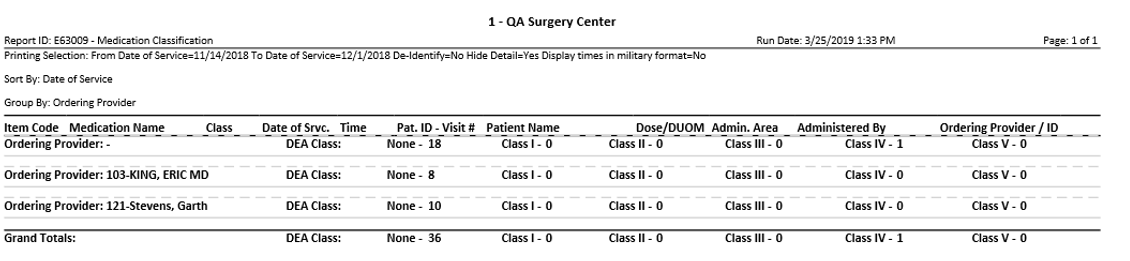 1 - QA Surgery Center
Report ID: E63009 - Medication Classification Run Date: 3/25/2019 1:33 PM Page: 1 of 1
Printing Selection: From Date of Service=11/14/2018 To Date of Service=12/1/2018 De-Identify=No Hide Detail=Yes Display times in military format=No
Sort By: Date of Service
Group By: Ordering Provider
Item Code Medication Name Class Date of Srvc. Time Pat. ID - Visit # Patient Name Dose/DUOM Admin. Area Administered By Ordering Provider / ID
Ordering Provider: - DEA Class: None - 18 Class I - 0 Class II - 0 Class III - 0 Class IV - 1 Class V - 0
Ordering Provider: 103-KING, ERIC MD DEA Class: None - 8 Class I - 0 Class II - 0 Class III - 0 Class IV - 0 Class V - 0
Ordering Provider: 121-Stevens, Garth DEA Class: None - 10 Class I - 0 Class II - 0 Class III - 0 Class IV - 0 Class V - 0
Grand Totals: DEA Class: None - 36 Class I - 0 Class II - 0 Class III - 0 Class IV - 1 Class V - 0